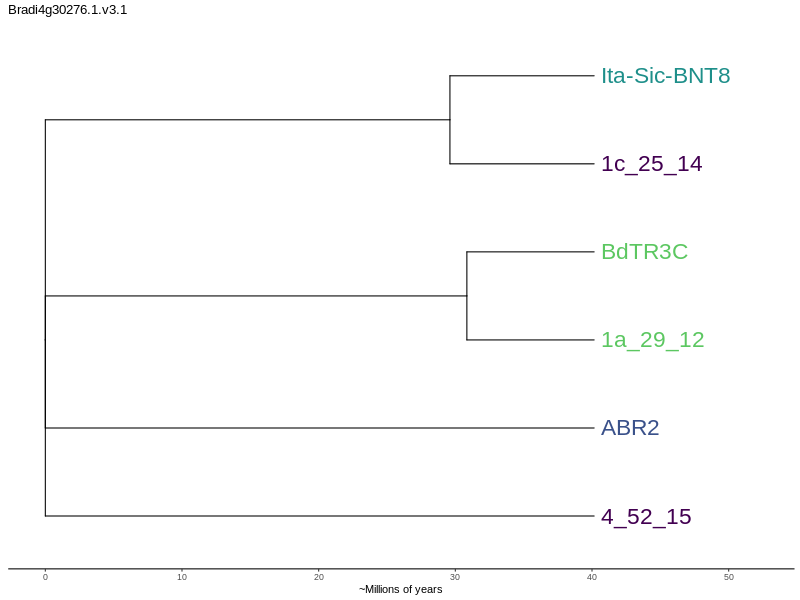 Bradi4g30276.1.v3.1
Ita-Sic-BNT8
1c_25_14
BdTR3C
1a_29_12
ABR2
4_52_15
0 10 20 30 40 50
~Millions of years